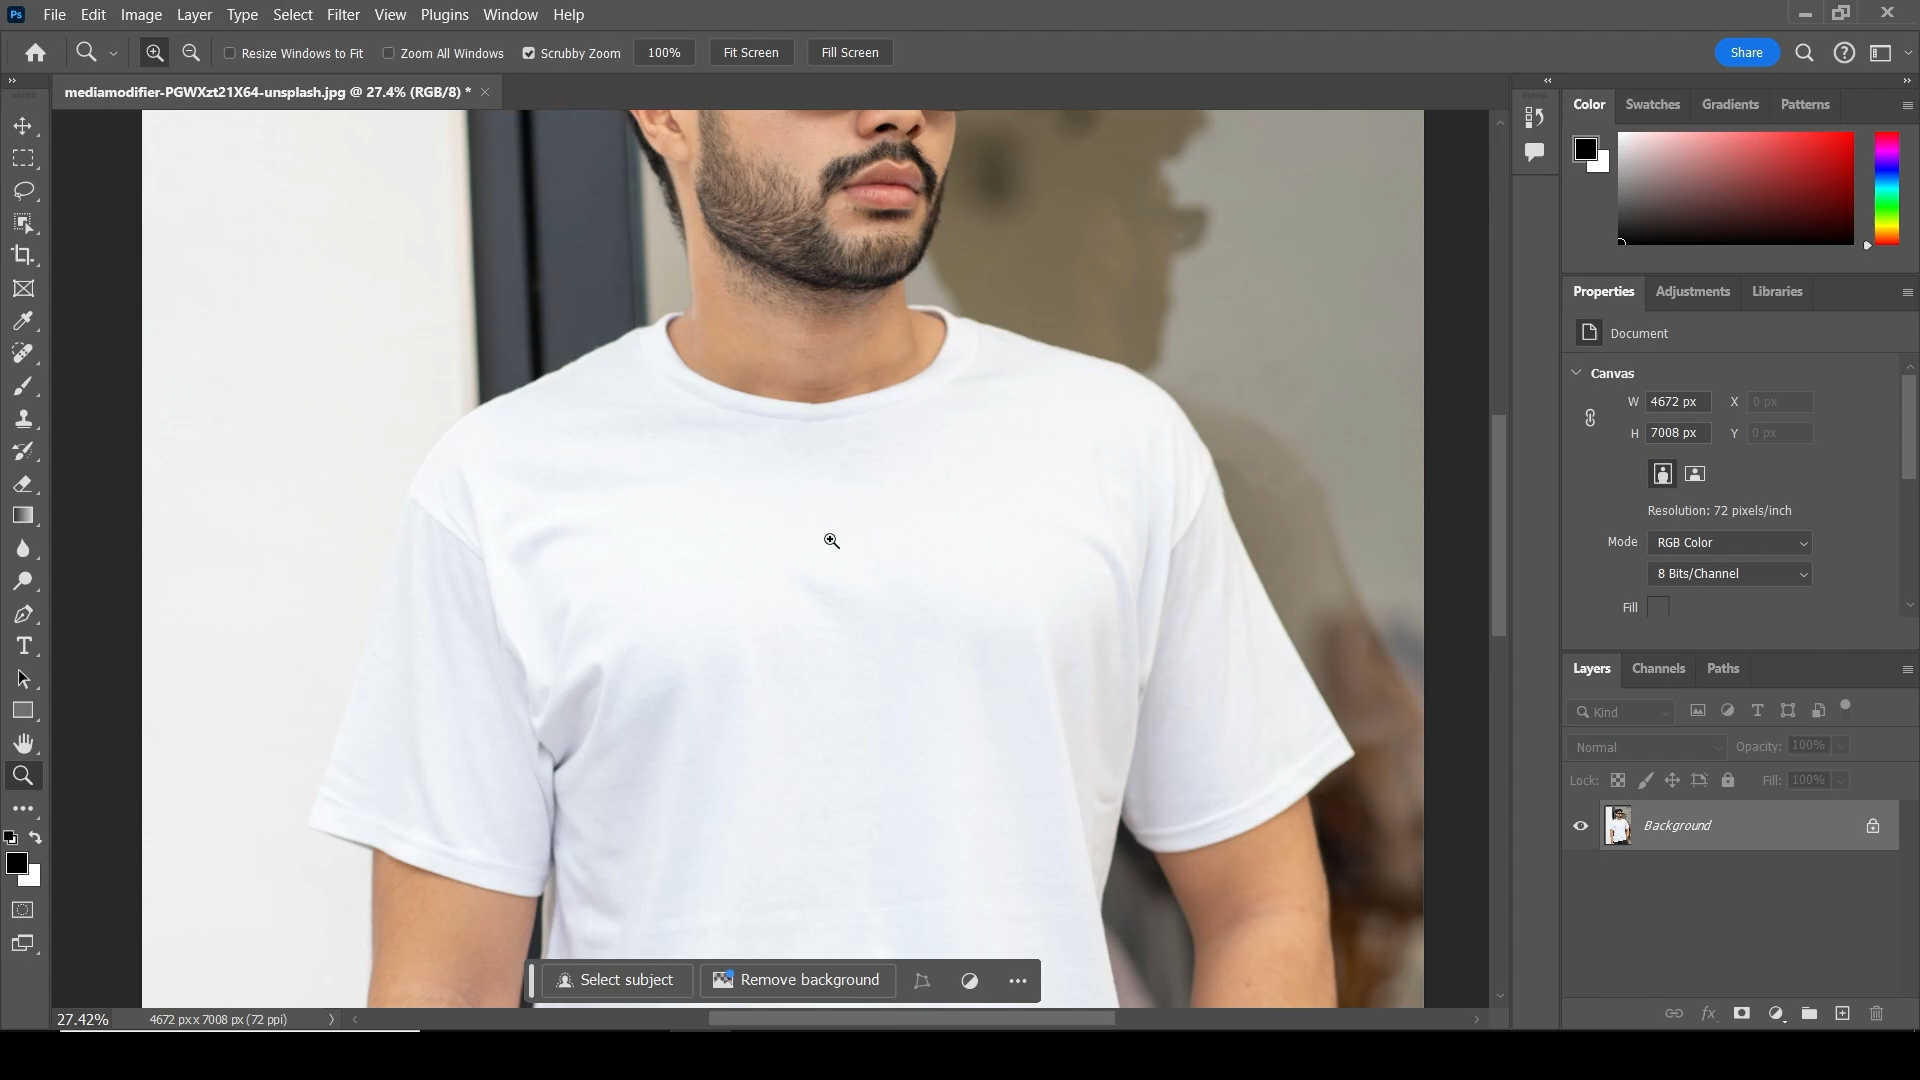 Ps File Edit Image Layer Type Select Filter View Plugins Window Help
Resize Windows to Fit Zoom All Windows Scrubby Zoom 100% Fit Screen Fill Screen Share
mediamodifier-PGWXzt21X64-unsplash.jpg @ 27.4% (RGB/8) *
Color Swatches Gradients Patterns
Properties Adjustments Libraries
Document
Canvas
W 4672 px X 0 px
H 7008 px Y 0 px
Resolution: 72 pixels/inch
Mode RGB Color
8 Bits/Channel
Fill
Layers Channels Paths
Kind
Normal Opacity: 100%
Lock: Fill: 100%
Background
Select subject Remove background
27.42% 4672 px x 7008 px (72 ppi)